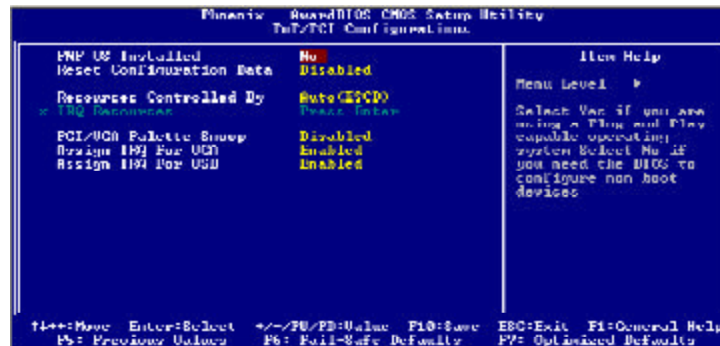 Phoenix - AwardBIOS CMOS Setup Utility
PnP/PCI Configurations
PNP OS Installed No
Reset Configuration Data Disabled
Resources Controlled By Auto(ESCD)
x IRQ Resources Press Enter
PCI/VGA Palette Snoop Disabled
Assign IRQ For VGA Enabled
Assign IRQ For USB Enabled
Item Help
Menu Level ►
Select Yes if you are
using a Plug and Play
capable operating
system Select No if
you need the BIOS to
configure non-boot
devices
↑↓→←:Move Enter:Select +/-/PU/PD:Value F10:Save ESC:Exit F1:General Help
F5: Previous Values F6: Fail-Safe Defaults F7: Optimized Defaults